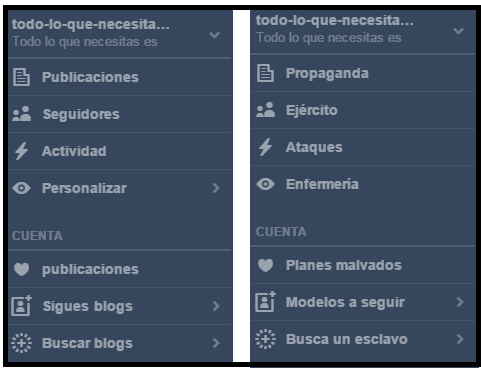 todo-lo-que-necesita...
Todo lo que necesitas es
Publicaciones
Seguidores
Actividad
Personalizar
CUENTA
publicaciones
Sigues blogs
Buscar blogs
todo-lo-que-necesita...
Todo lo que necesitas es
Propaganda
Ejército
Ataques
Enfermería
CUENTA
Planes malvados
Modelos a seguir
Busca un esclavo